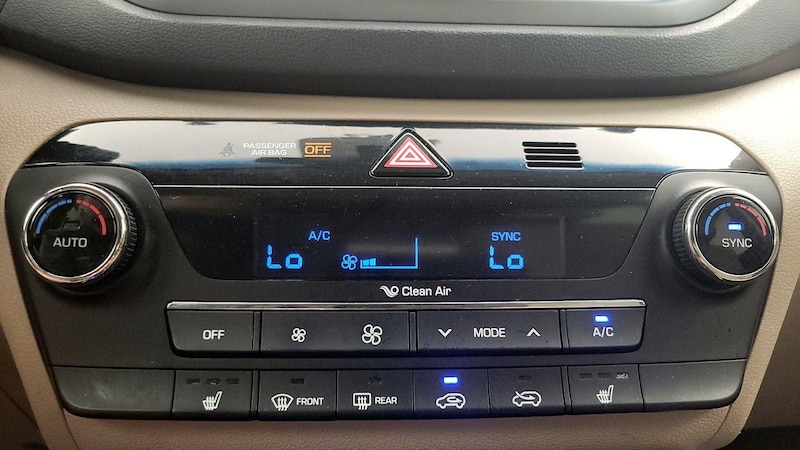 PASSENGER
AIR BAG OFF
A/C
SYNC
Lo
Lo
AUTO
SYNC
Clean Air
OFF
MODE
A/C
FRONT
REAR